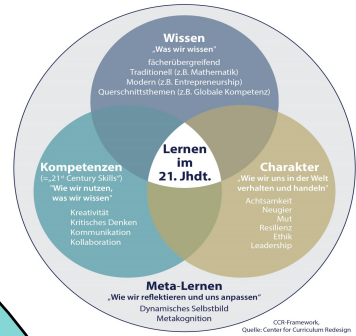 Wissen
„Was wir wissen"
fächerübergreifend
Traditionell (z.B. Mathematik)
Modern (z.B. Entrepreneurship)
Querschnittsthemen (z.B. Globale Kompetenz)
Lernen
im
21. Jhdt.
Kompetenzen
(=„21st Century Skills")
"Wie wir nutzen,
was wir wissen"
Kreativität
Kritisches Denken
Kommunikation
Kollaboration
Charakter
„Wie wir uns in der Welt
verhalten und handeln"
Achtsamkeit
Neugier
Mut
Resilienz
Ethik
Leadership
Meta-Lernen
„Wie wir reflektieren und uns anpassen"
Dynamisches Selbstbild
Metakognition
CCR-Framework,
Quelle: Center for Curriculum Redesign